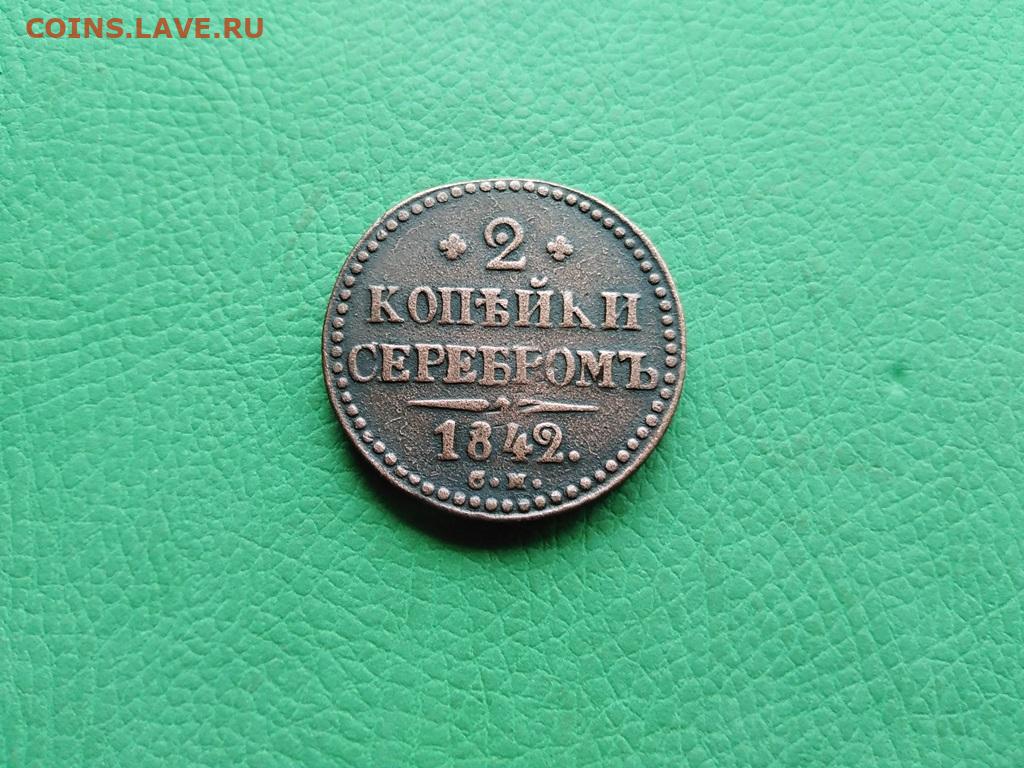 COINS.LAVE.RU
2
КОПѢЙКИ
СЕРЕБРОМЪ
1842.
С.М.